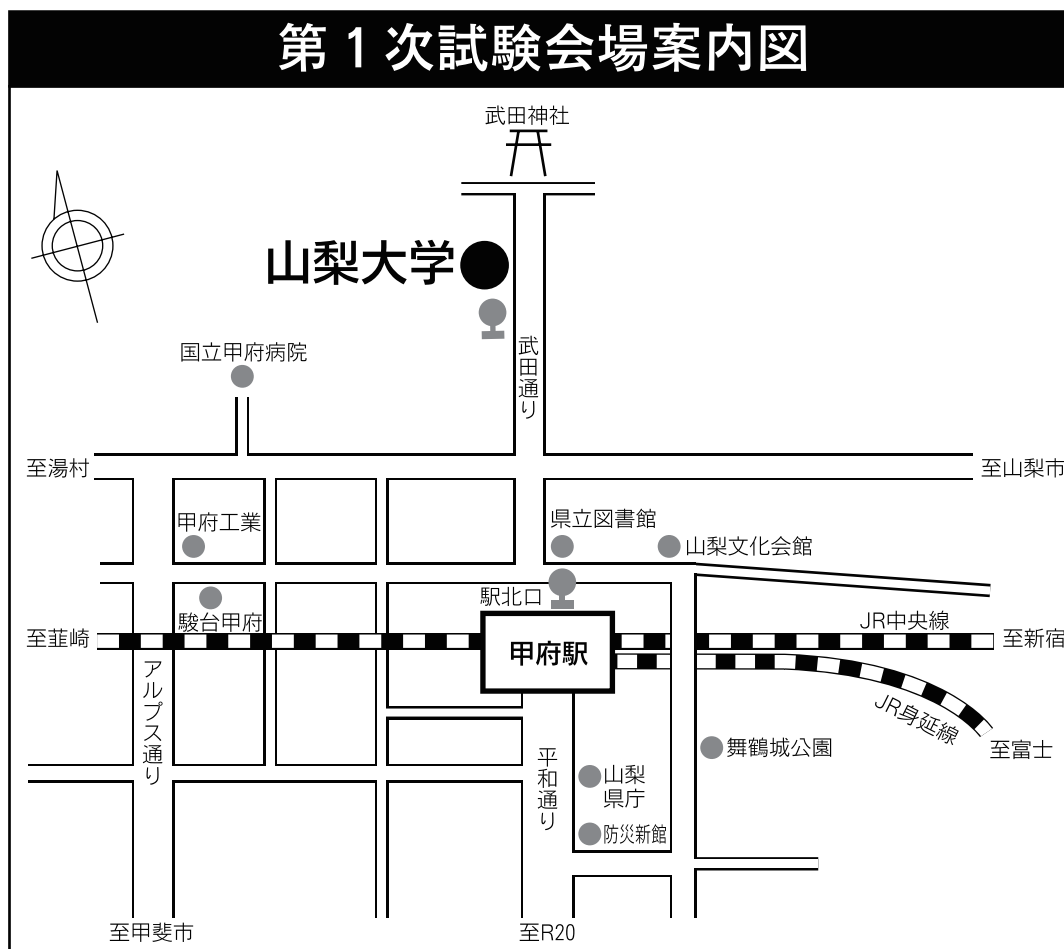 第1次試験会場案内図
武田神社
山梨大学
武田通り
国立甲府病院
至湯村
至山梨市
甲府工業
県立図書館
山梨文化会館
駅北口
駿台甲府
至韮崎
甲府駅
JR中央線
至新宿
JR身延線
至富士
アルプス通り
平和通り
舞鶴城公園
山梨
県庁
防災新館
至甲斐市
至R20